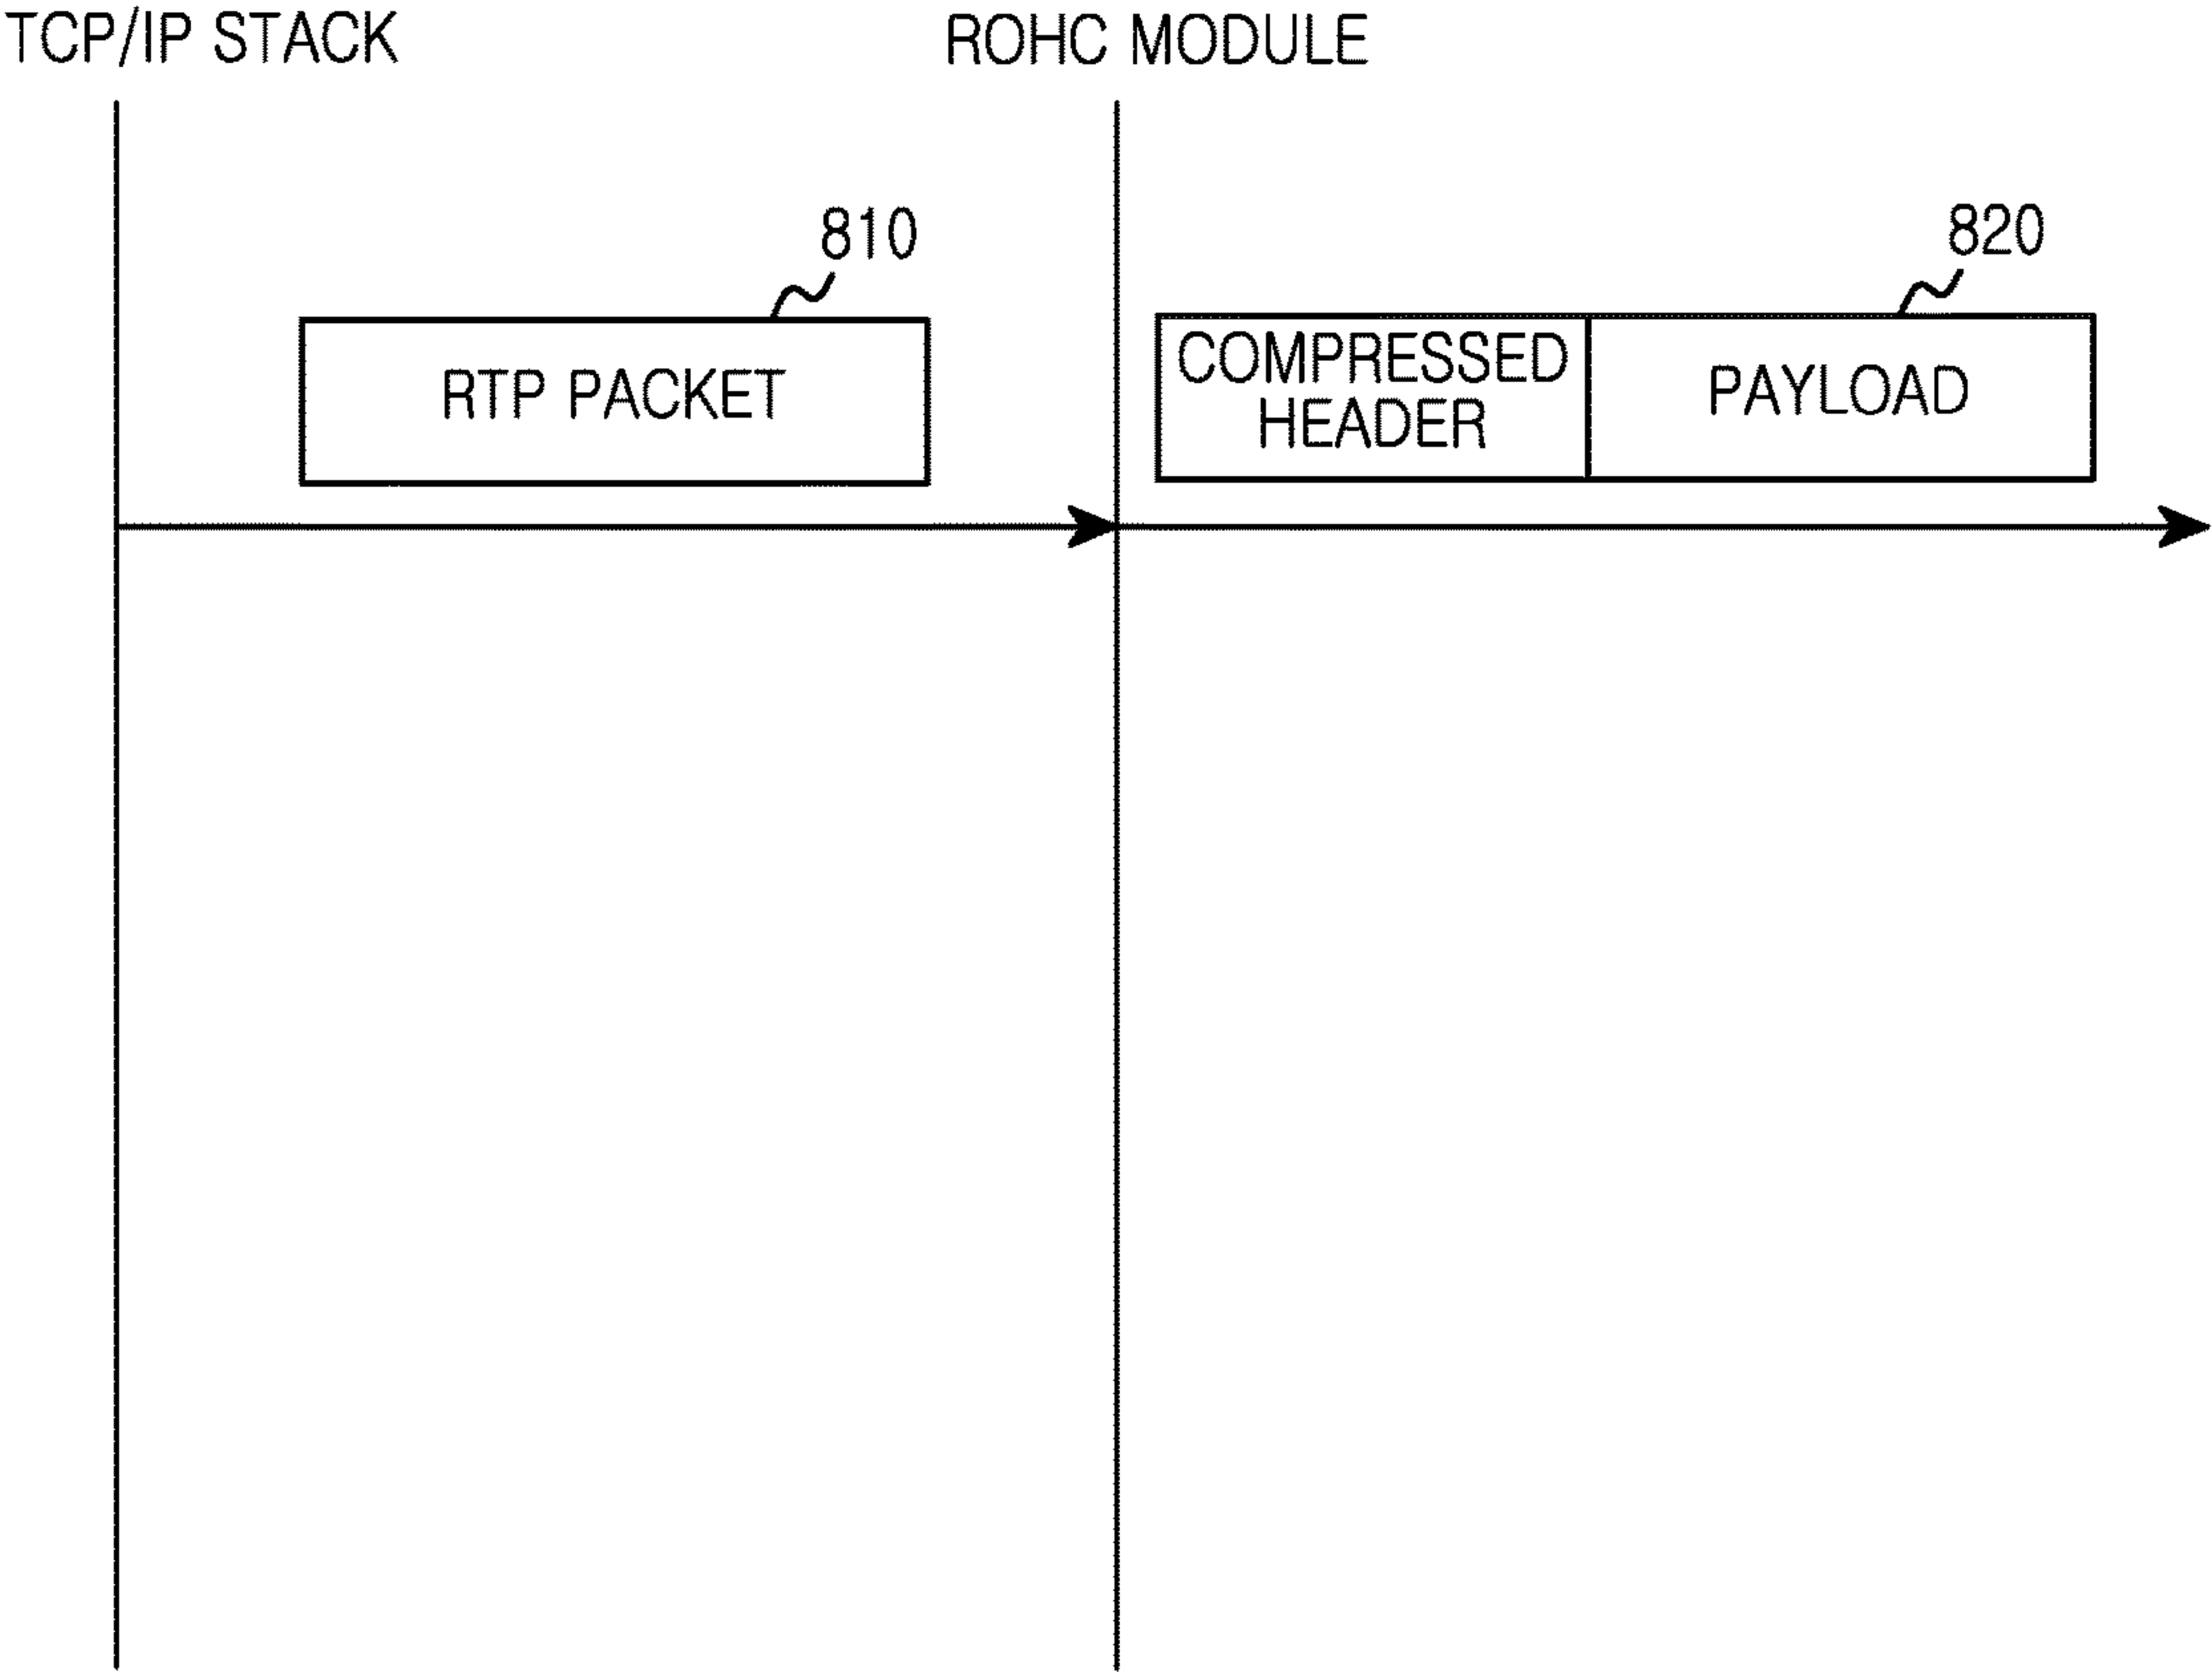 TCP/IP STACK
ROHC MODULE
810
820
RTP PACKET
COMPRESSED
HEADER
PAYLOAD